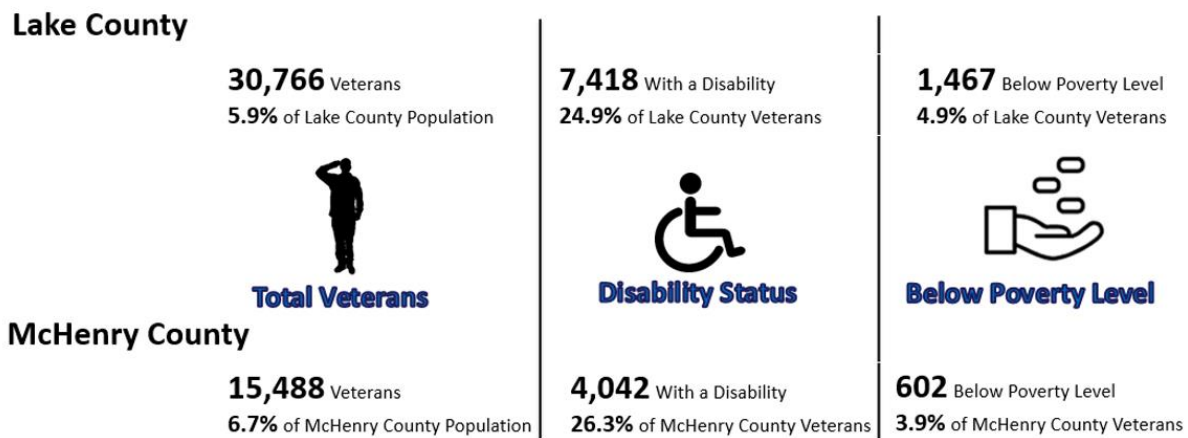 Lake County
30,766 Veterans
5.9% of Lake County Population
7,418 With a Disability
24.9% of Lake County Veterans
1,467 Below Poverty Level
4.9% of Lake County Veterans
Total Veterans
Disability Status
Below Poverty Level
McHenry County
15,488 Veterans
6.7% of McHenry County Population
4,042 With a Disability
26.3% of McHenry County Veterans
602 Below Poverty Level
3.9% of McHenry County Veterans